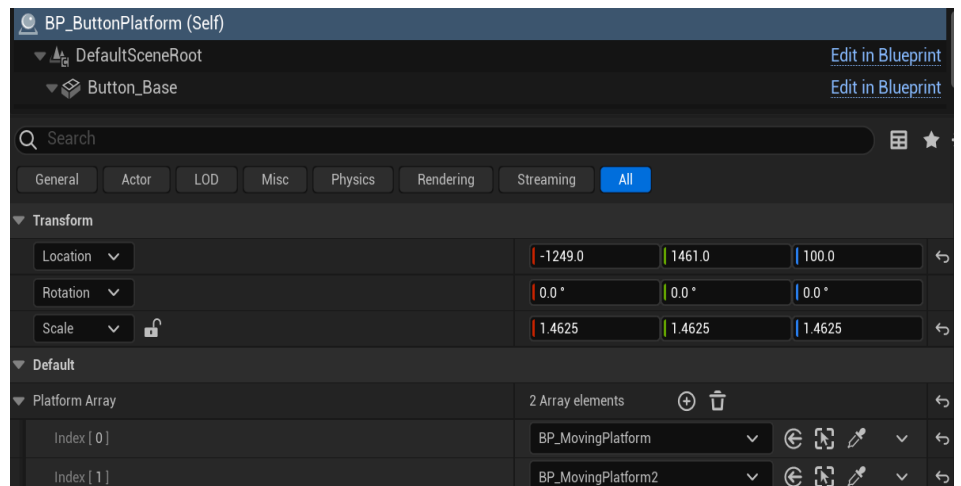 BP_ButtonPlatform (Self)
DefaultSceneRoot Edit in Blueprint
Button_Base Edit in Blueprint
Search
General Actor LOD Misc Physics Rendering Streaming All
Transform
Location -1249.0 1461.0 100.0
Rotation 0.0 ° 0.0 ° 0.0 °
Scale 1.4625 1.4625 1.4625
Default
Platform Array 2 Array elements
Index [ 0 ] BP_MovingPlatform
Index [ 1 ] BP_MovingPlatform2